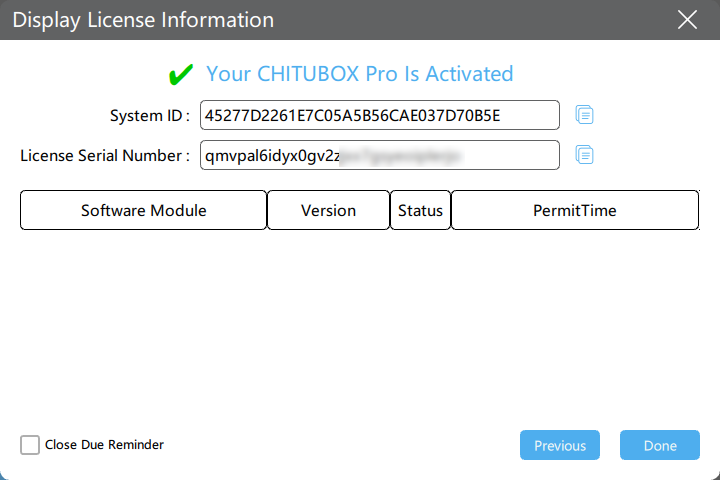 Display License Information
Your CHITUBOX Pro Is Activated
System ID : 45277D2261E7C05A5B56CAE037D70B5E
License Serial Number : qmvpal6idyx0gv2z
Software Module Version Status PermitTime
Close Due Reminder Previous Done